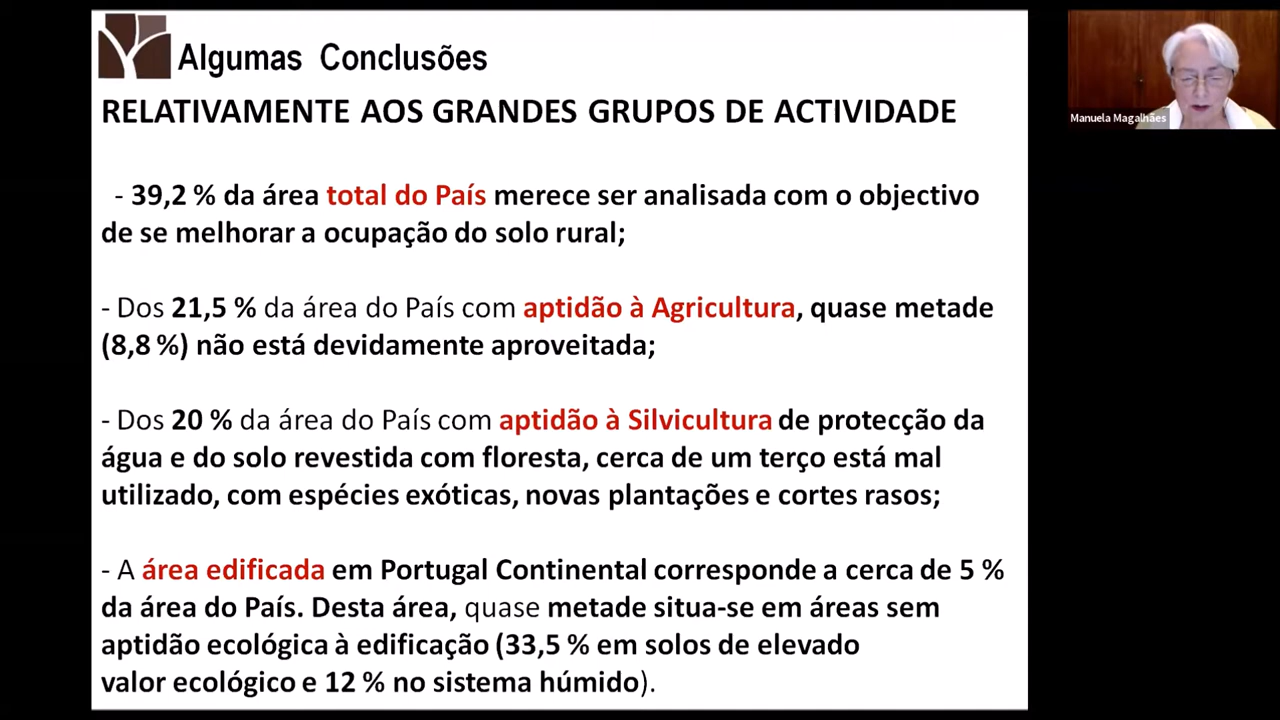 Algumas Conclusões
RELATIVAMENTE AOS GRANDES GRUPOS DE ACTIVIDADE
- 39,2 % da área total do País merece ser analisada com o objectivo
de se melhorar a ocupação do solo rural;
- Dos 21,5 % da área do País com aptidão à Agricultura, quase metade
(8,8 %) não está devidamente aproveitada;
- Dos 20 % da área do País com aptidão à Silvicultura de protecção da
água e do solo revestida com floresta, cerca de um terço está mal
utilizado, com espécies exóticas, novas plantações e cortes rasos;
- A área edificada em Portugal Continental corresponde a cerca de 5 %
da área do País. Desta área, quase metade situa-se em áreas sem
aptidão ecológica à edificação (33,5 % em solos de elevado
valor ecológico e 12 % no sistema húmido).
Manuela Magalhães